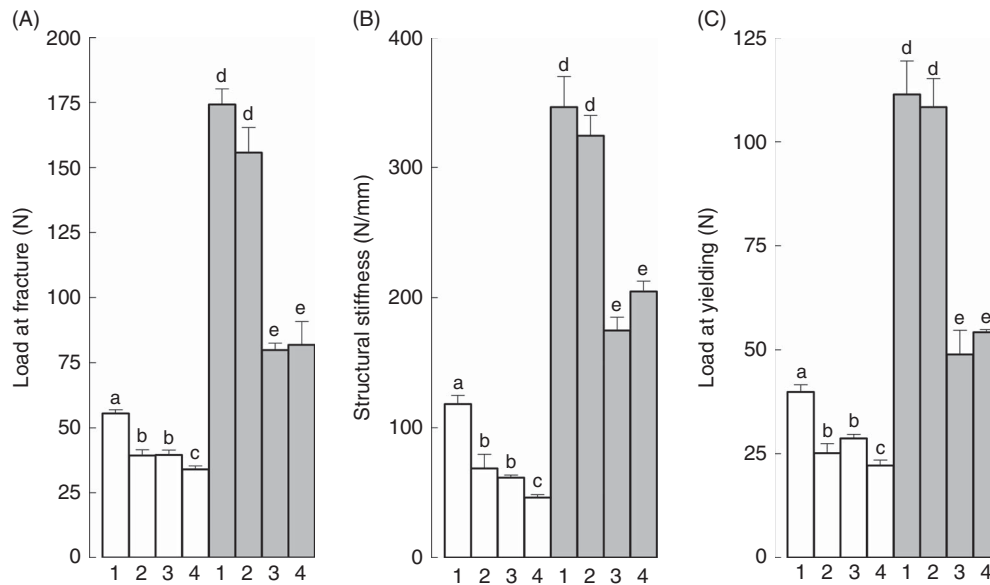 (A)
Load at fracture (N)
200
175
150
125
100
75
50
25
0
a
b
b
c
d
d
e
e
1 2 3 4 1 2 3 4
(B)
Structural stiffness (N/mm)
400
300
200
100
0
a
b
b
c
d
d
e
e
1 2 3 4 1 2 3 4
(C)
Load at yielding (N)
125
100
75
50
25
0
a
b
b
c
d
d
e
e
1 2 3 4 1 2 3 4